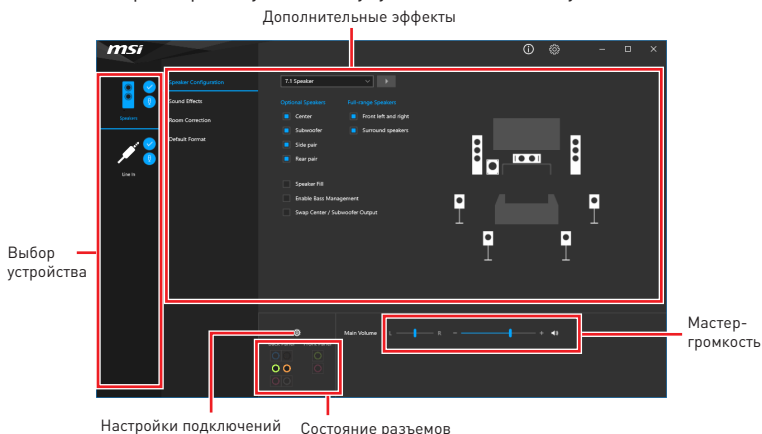 Дополнительные эффекты
msi
Speaker Configuration
Sound Effects
Room Correction
Default Format
Speakers
Line In
7.1 Speaker
Optional Speakers
Full-range Speakers
Center
Front left and right
Subwoofer
Surround speakers
Side pair
Rear pair
Speaker Fill
Enable Bass Management
Swap Center / Subwoofer Output
Выбор
устройства
Main Volume
L
R
Мастер-
громкость
Настройки подключений
Состояние разъемов